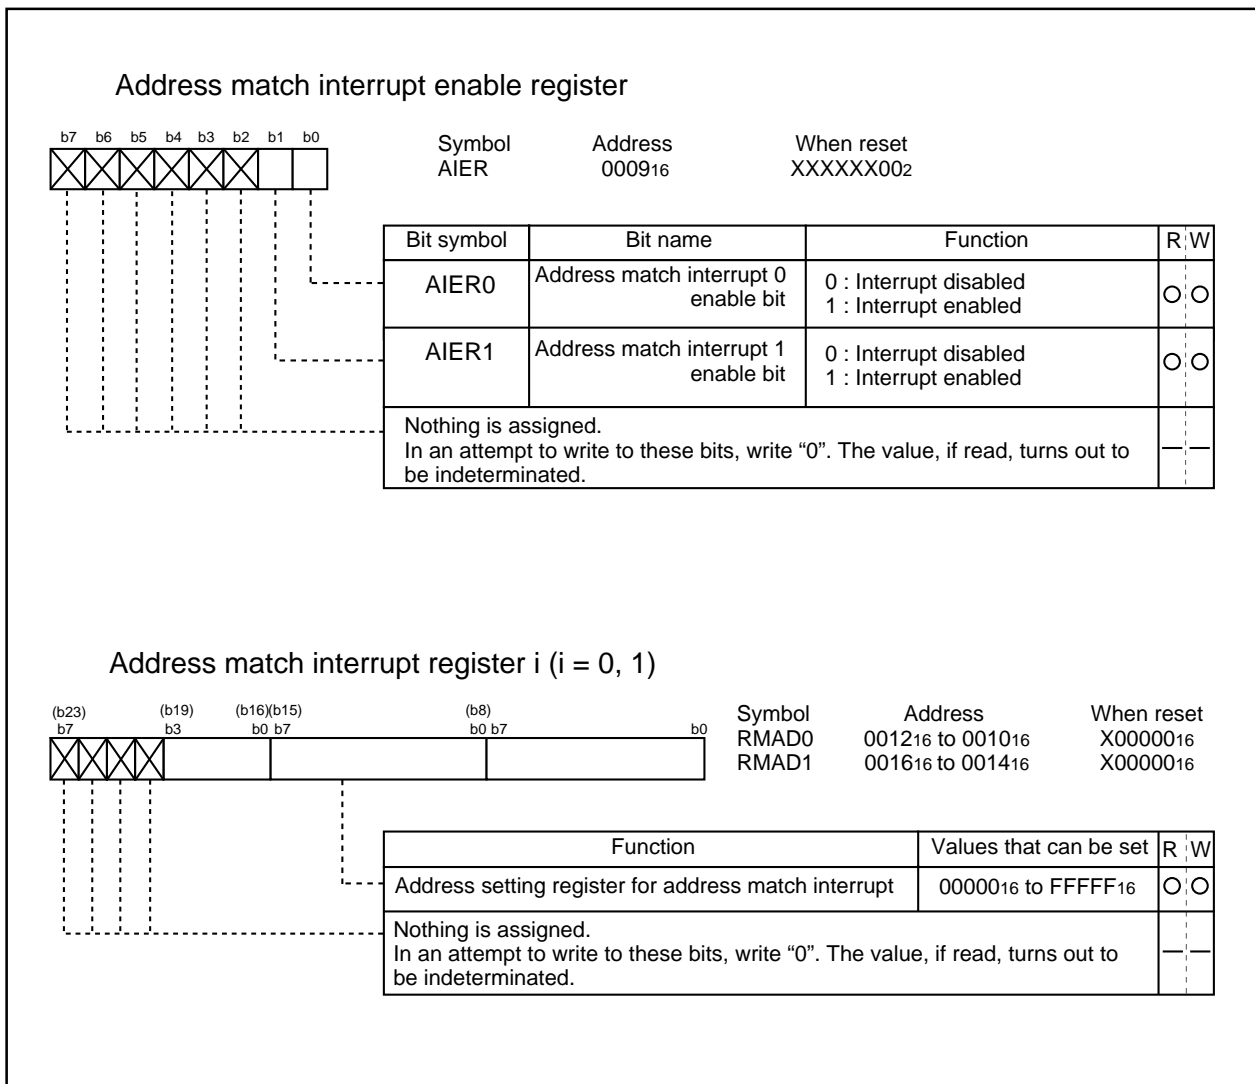 Address match interrupt enable register
b7 b6 b5 b4 b3 b2 b1 b0
Symbol Address When reset
AIER 000916 XXXXXX002
Bit symbol Bit name Function R W
AIER0 Address match interrupt 0 enable bit 0 : Interrupt disabled
1 : Interrupt enabled
AIER1 Address match interrupt 1 enable bit 0 : Interrupt disabled
1 : Interrupt enabled
Nothing is assigned.
In an attempt to write to these bits, write “0”. The value, if read, turns out to
be indeterminated.
Address match interrupt register i (i = 0, 1)
(b23) (b19) (b16)(b15) (b8)
b7 b3 b0 b7 b0 b7 b0
Symbol Address When reset
RMAD0 001216 to 001016 X0000016
RMAD1 001616 to 001416 X0000016
Function Values that can be set R W
Address setting register for address match interrupt 0000016 to FFFFF16
Nothing is assigned.
In an attempt to write to these bits, write “0”. The value, if read, turns out to
be indeterminated.